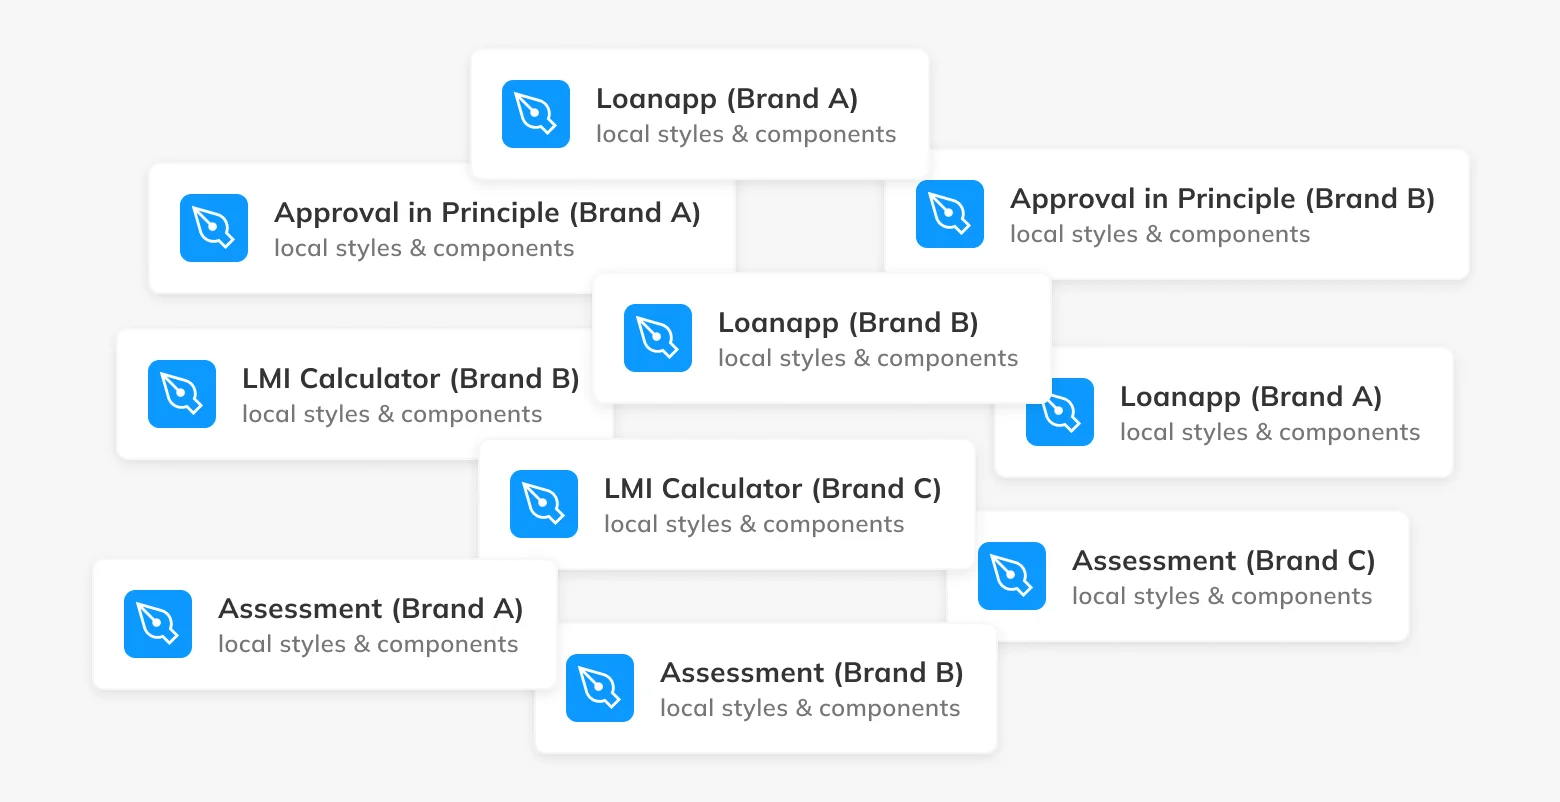 Loanapp (Brand A)
local styles & components
Approval in Principle (Brand A)
local styles & components
Approval in Principle (Brand B)
local styles & components
Loanapp (Brand B)
local styles & components
LMI Calculator (Brand B)
local styles & components
Loanapp (Brand A)
local styles & components
LMI Calculator (Brand C)
local styles & components
Assessment (Brand C)
local styles & components
Assessment (Brand A)
local styles & components
Assessment (Brand B)
local styles & components